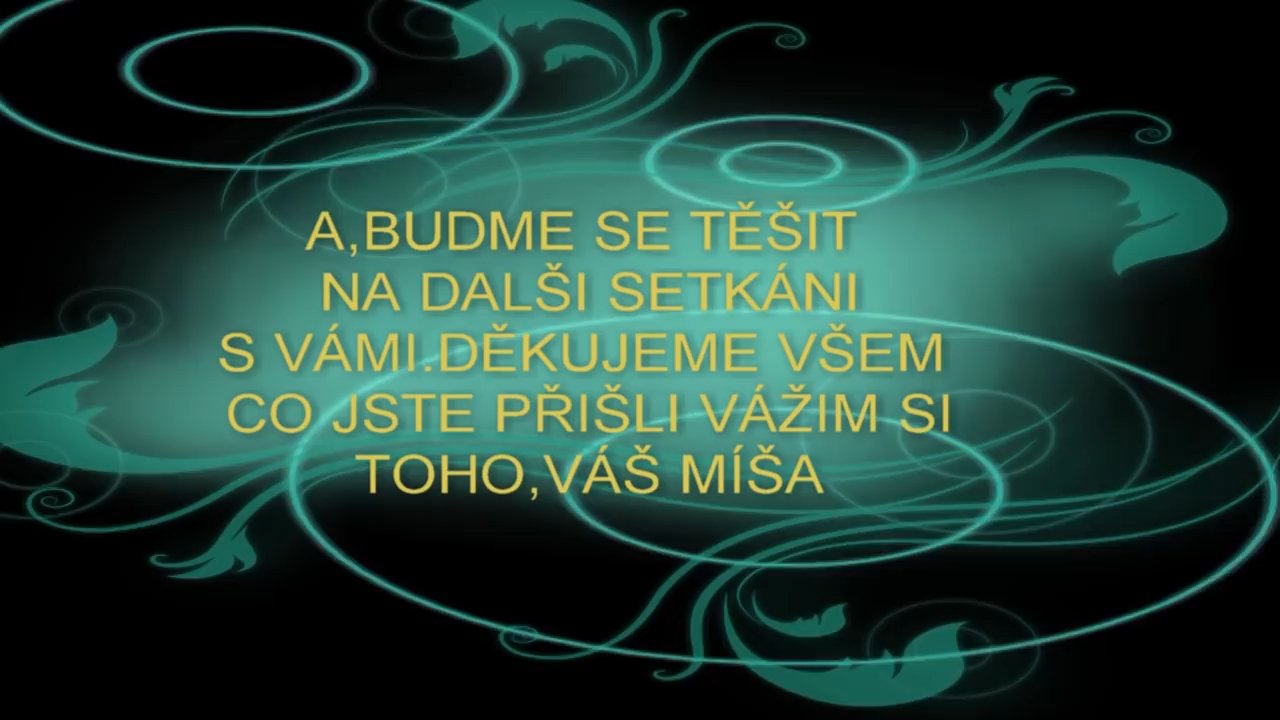 A,BUDME SE TĚŠIT
NA DALŠI SETKÁNI
S VÁMI.DĚKUJEME VŠEM
CO JSTE PŘIŠLI VÁŽIM SI
TOHO,VÁŠ MÍŠA